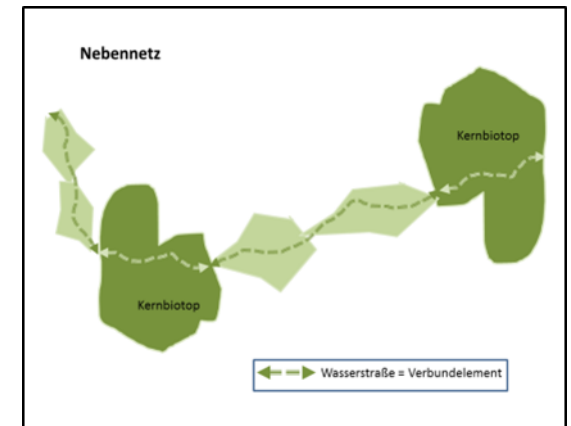 Nebennetz
Kernbiotop
Kernbiotop
Wasserstraße = Verbundelement